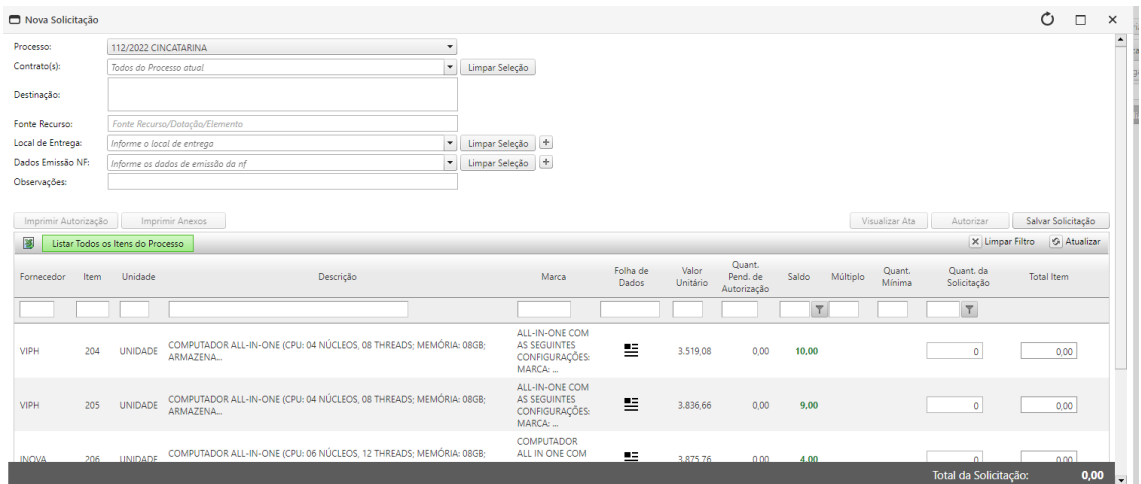 Nova Solicitação
Processo: 112/2022 CINCATARINA
Contrato(s): Todos do Processo atual Limpar Seleção
Destinação:
Fonte Recurso: Fonte Recurso/Dotação/Elemento
Local de Entrega: Informe o local de entrega Limpar Seleção +
Dados Emissão NF: Informe os dados de emissão da nf Limpar Seleção +
Observações:
Imprimir Autorização Imprimir Anexos Visualizar Ata Autorizar Salvar Solicitação
Listar Todos os Itens do Processo Limpar Filtro Atualizar
Fornecedor Item Unidade Descrição Marca
Folha de
Dados
Valor
Unitário
Quant.
Pend. de
Autorização
Saldo Múltiplo
Quant.
Mínima
Quant. da
Solicitação
Total Item
VIPH 204 UNIDADE
COMPUTADOR ALL-IN-ONE (CPU: 04 NÚCLEOS, 08 THREADS; MEMÓRIA: 08GB;
ARMAZENA...
ALL-IN-ONE COM
AS SEGUINTES
CONFIGURAÇÕES:
MARCA: ...
3.519,08 0,00 10,00 0 0,00
VIPH 205 UNIDADE
COMPUTADOR ALL-IN-ONE (CPU: 04 NÚCLEOS, 08 THREADS; MEMÓRIA: 08GB;
ARMAZENA...
ALL-IN-ONE COM
AS SEGUINTES
CONFIGURAÇÕES:
MARCA: ...
3.836,66 0,00 9,00 0 0,00
INOVA 206 UNIDADE
COMPUTADOR ALL-IN-ONE (CPU: 06 NÚCLEOS, 12 THREADS; MEMÓRIA: 08GB;
COMPUTADOR
ALL IN ONE COM
3.875,76 0,00 4,00 0 0,00
Total da Solicitação: 0,00